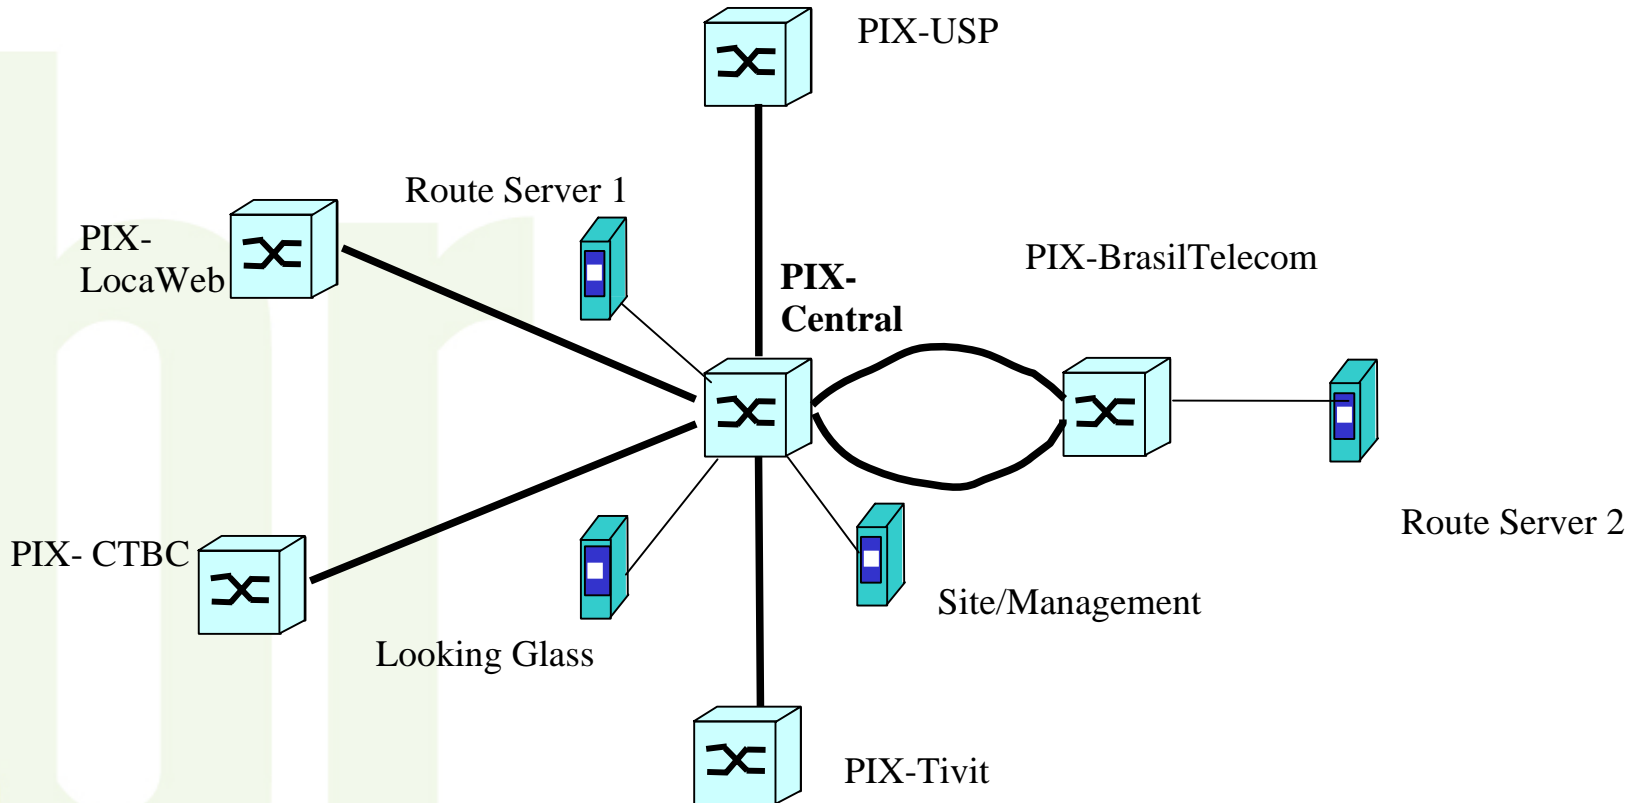 PIX-USP
Route Server 1
PIX-
LocaWeb
PIX-BrasilTelecom
PIX-
Central
Route Server 2
PIX- CTBC
Site/Management
Looking Glass
PIX-Tivit
br